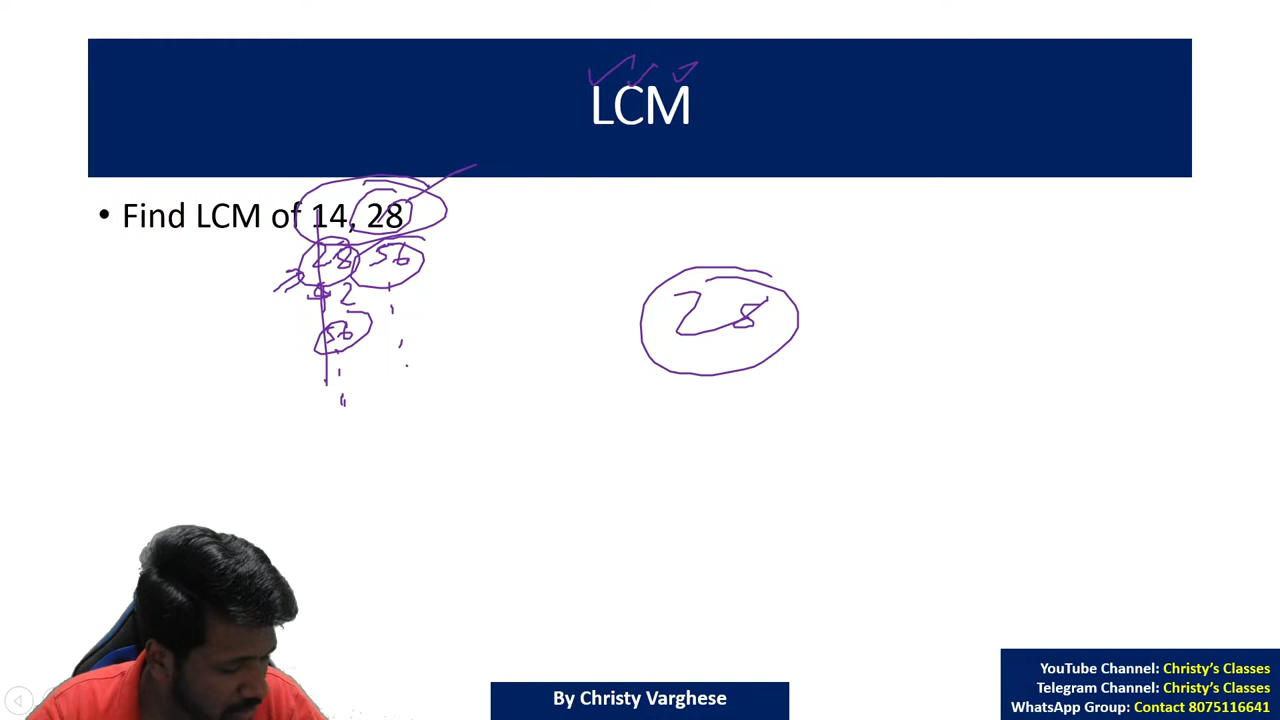 LCM
• Find LCM of 14, 28
28 56
42
56
28
By Christy Varghese
YouTube Channel: Christy's Classes
Telegram Channel: Christy's Classes
WhatsApp Group: Contact 8075116641